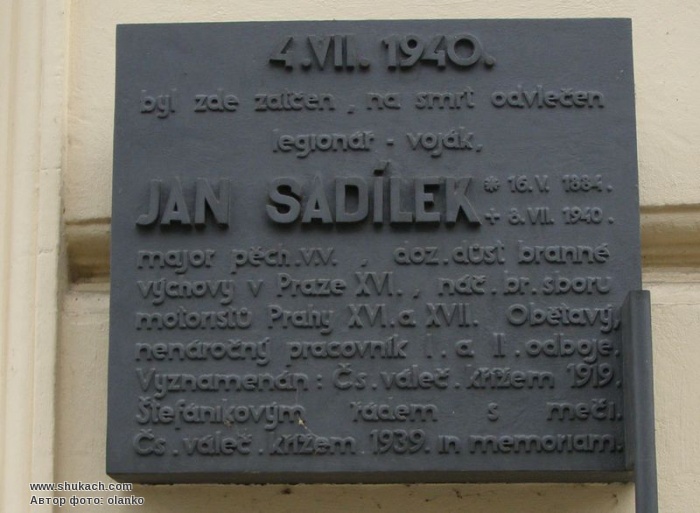 4.VII. 1940.
byl zde zatčen, na smrt odvlečen
legionář - voják,
JAN SADÍLEK * 16.V. 1884.
+ 8.VII. 1940.
major pěch.v.v. , doz.důst branné
výchovy v Praze XVI., náč.br.sboru
motoristů Prahy XVI.a XVII. Obětavý,
nenáročný pracovník I.a II.odboje.
Vyznamenán: Čs.váleč.křížem 1919.
Štefánikovým řádem s meči.
Čs.váleč.křížem 1939. in memoriam.
www.shukach.com
Автор фото: olanko